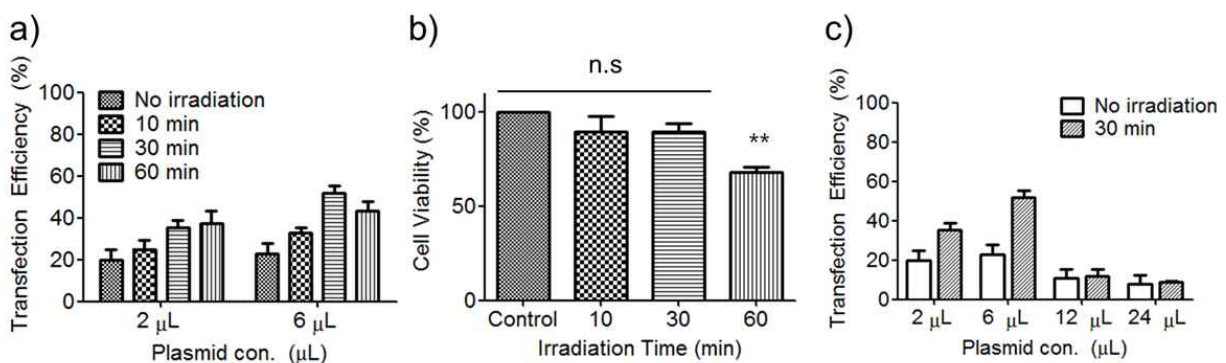 a)
Transfection Efficiency (%)
100
80
60
40
20
0
No irradiation
10 min
30 min
60 min
2 μL
6 μL
Plasmid con. (μL)
b)
Cell Viability (%)
100
50
0
n.s
**
Control
10
30
60
Irradiation Time (min)
c)
Transfection Efficiency (%)
100
80
60
40
20
0
No irradiation
30 min
2 μL
6 μL
12 μL
24 μL
Plasmid con. (μL)